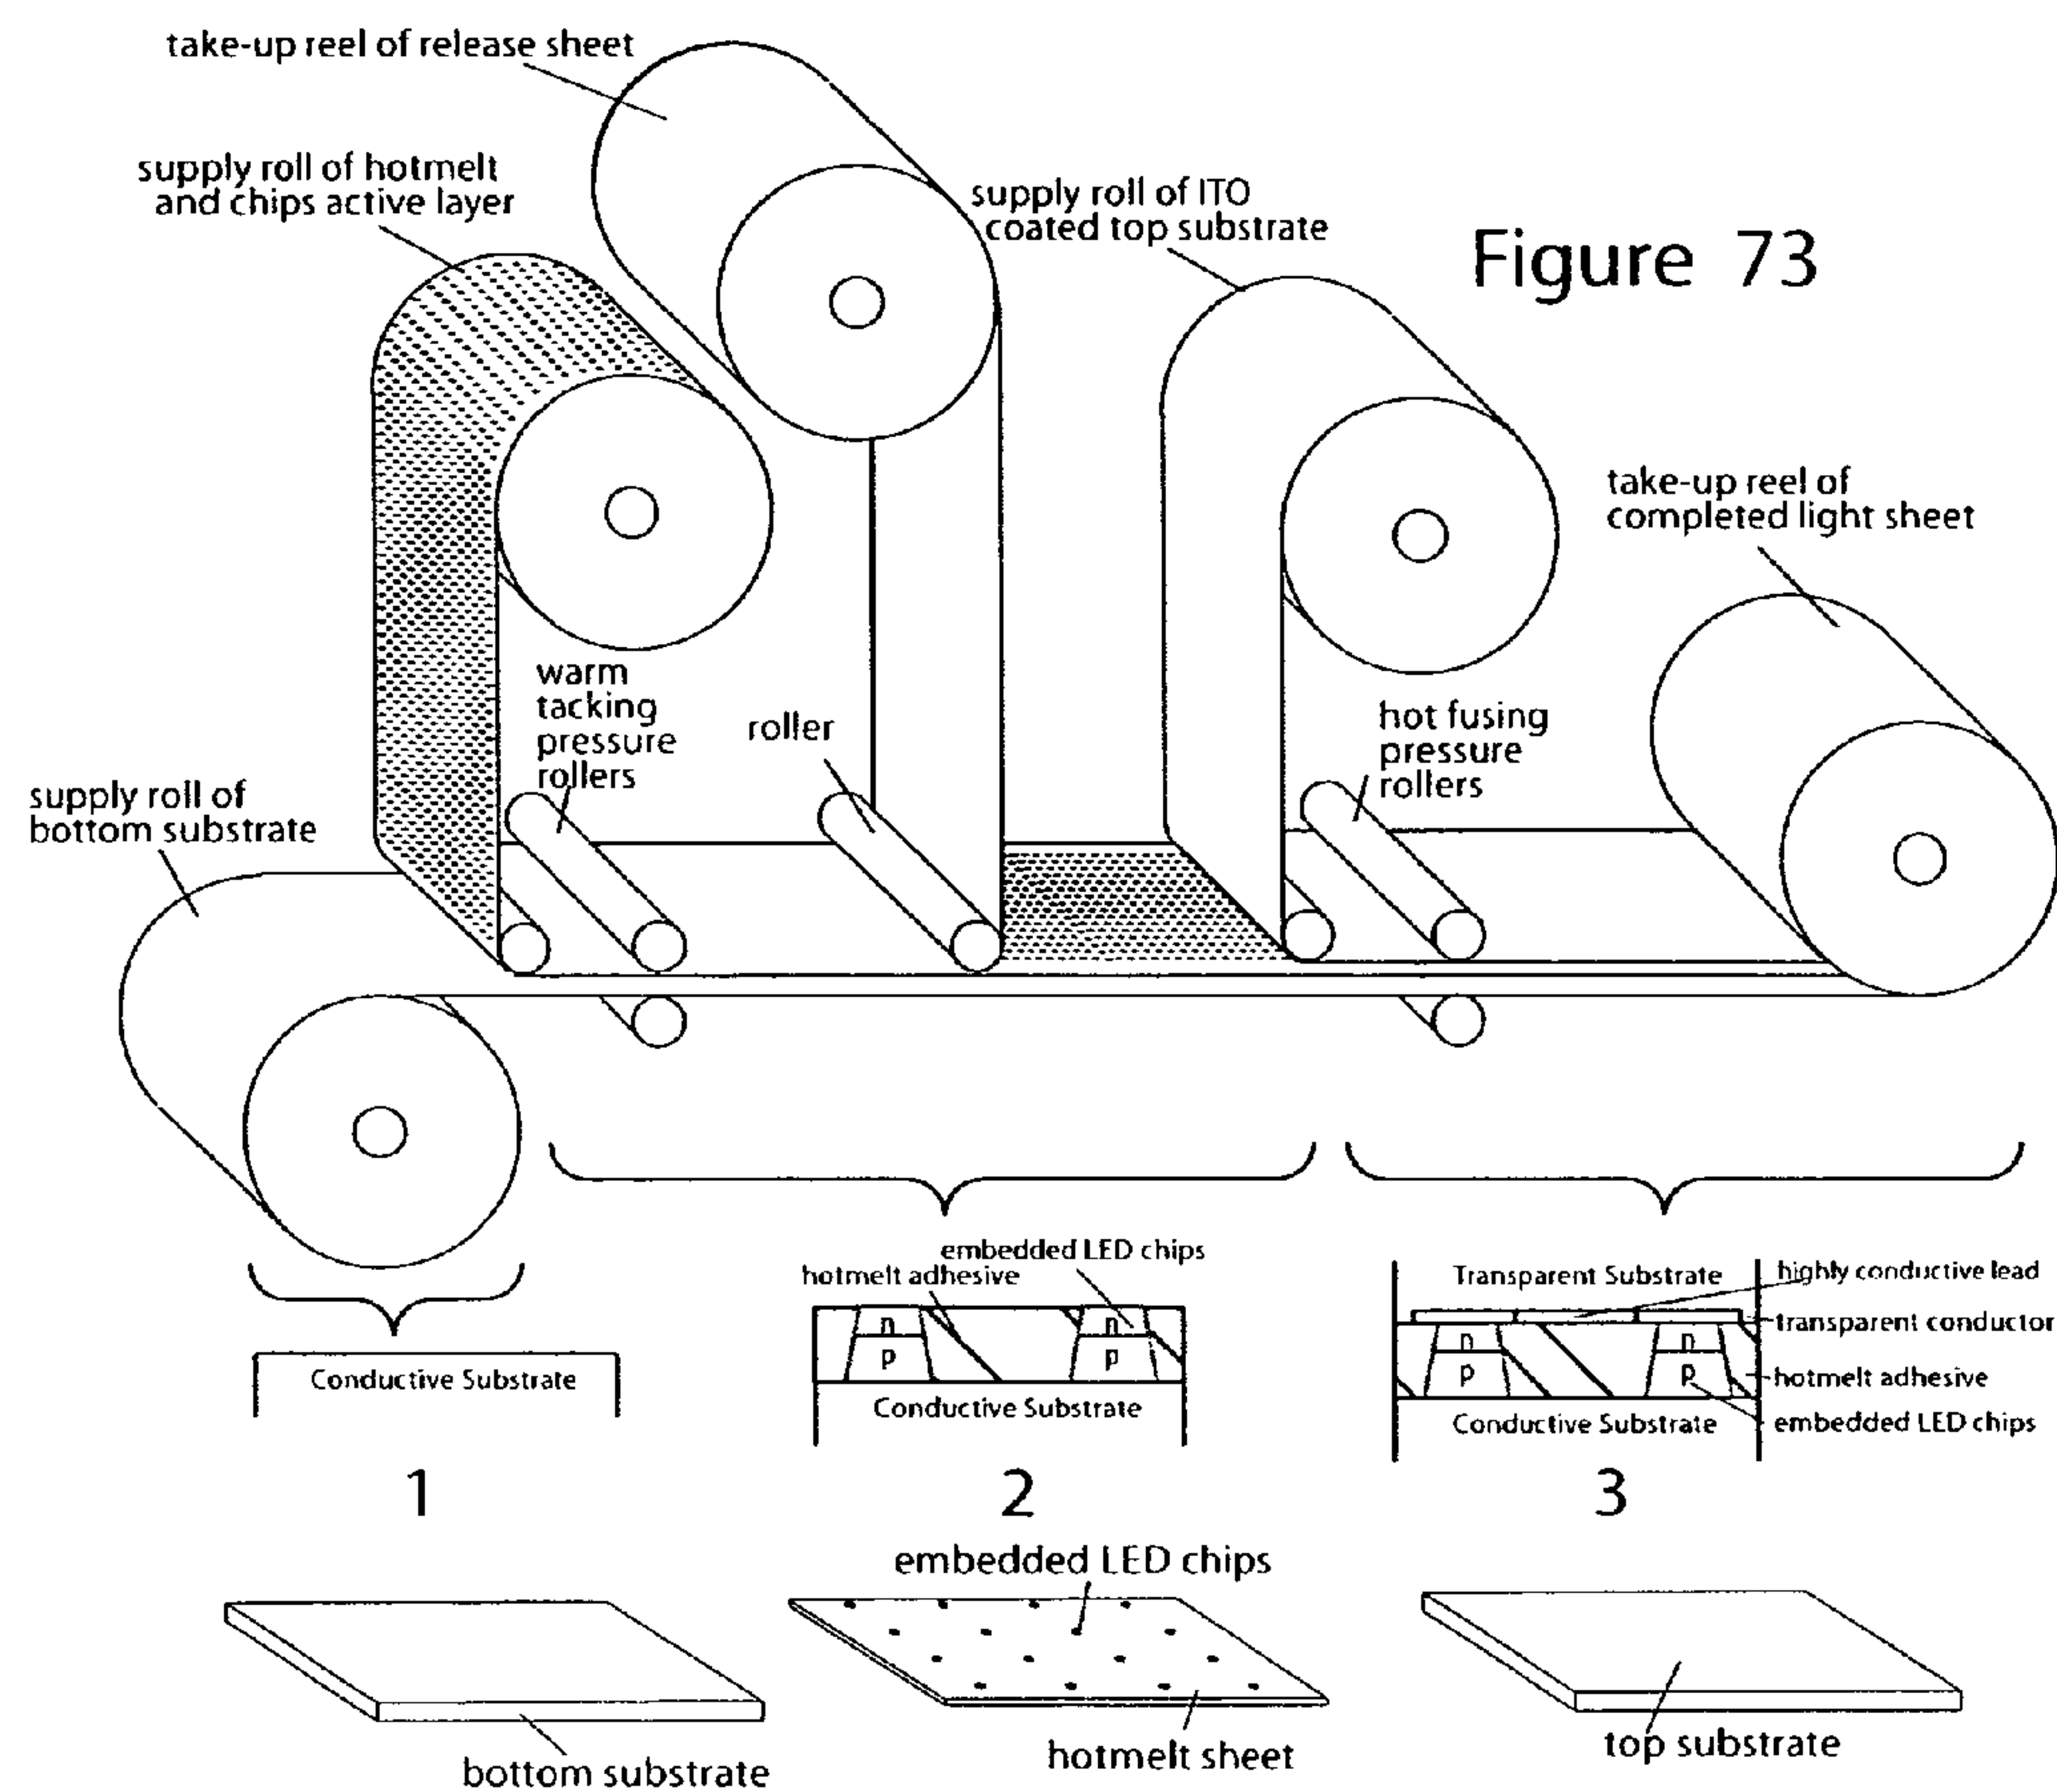 take-up reel of release sheet
supply roll of hotmelt
and chips active layer
supply roll of ITO
coated top substrate
Figure 73
take-up reel of
completed light sheet
warm
tacking
pressure
rollers
roller
hot fusing
pressure
rollers
supply roll of
bottom substrate
embedded LED chips
hotmelt adhesive
n
p
n
p
Conductive Substrate
Conductive Substrate
Transparent Substrate
highly conductive lead
transparent conductor
n
p
n
p
hotmelt adhesive
Conductive Substrate
embedded LED chips
1
2
3
embedded LED chips
bottom substrate
hotmelt sheet
top substrate